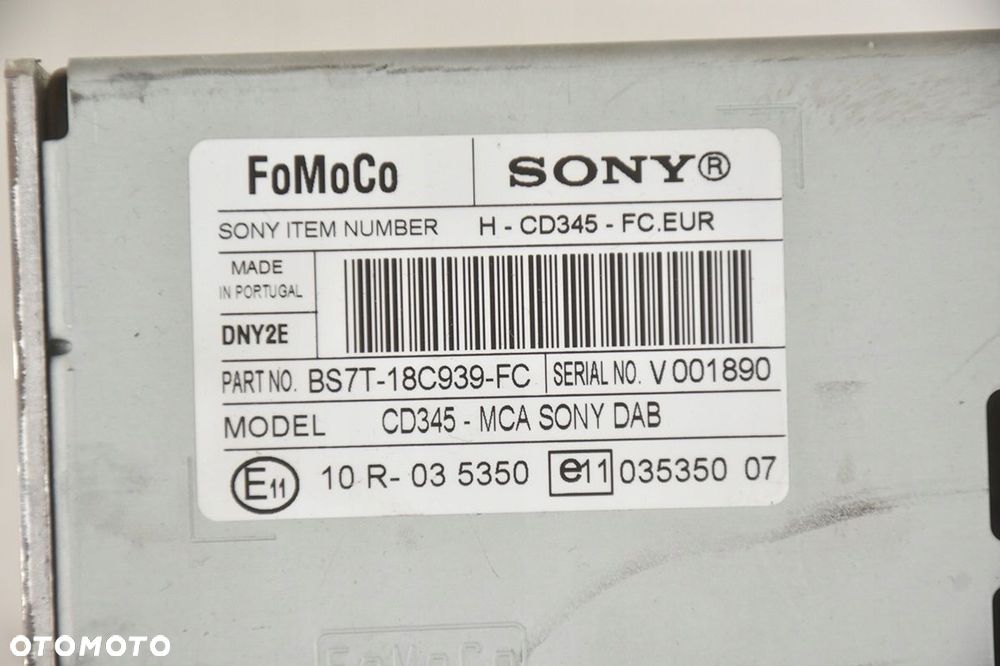 FoMoCo SONY®
SONY ITEM NUMBER H - CD345 - FC.EUR
MADE
IN PORTUGAL
DNY2E
PART NO. BS7T-18C939-FC SERIAL NO. V 001890
MODEL CD345 - MCA SONY DAB
E11 10 R- 03 5350 e11 035350 07
FoMoCo
OTOMOTO